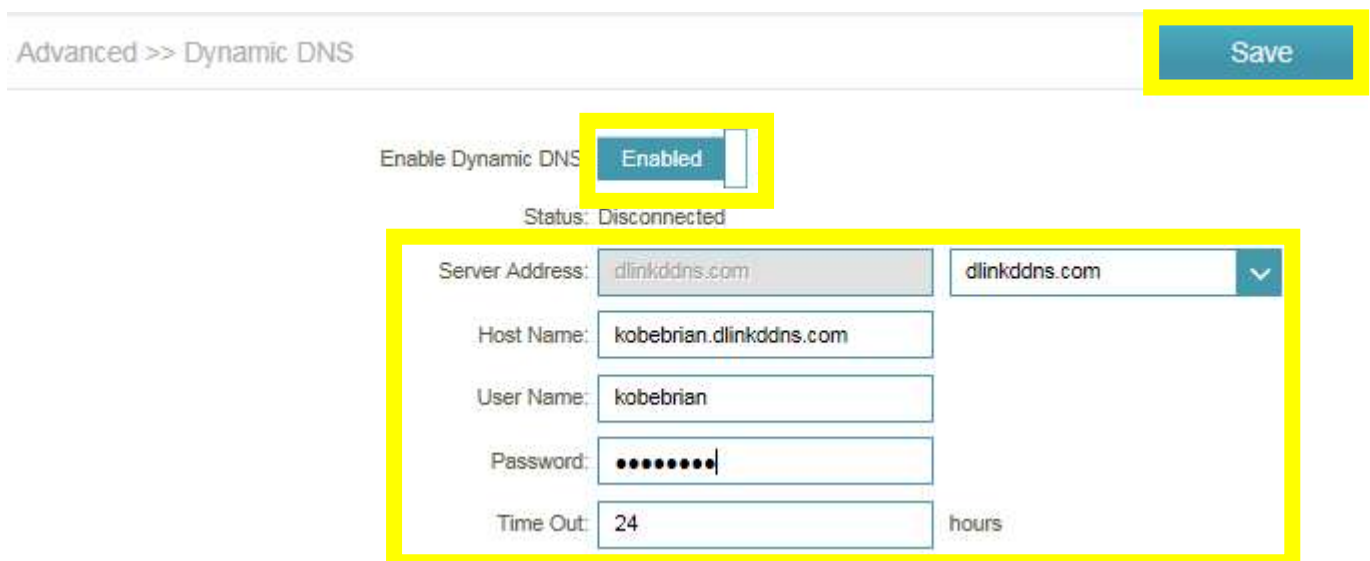 Advanced >> Dynamic DNS
Save
Enable Dynamic DNS
Enabled
Status: Disconnected
Server Address: dlinkddns.com dlinkddns.com
Host Name: kobebrian.dlinkddns.com
User Name: kobebrian
Password: ••••••••
Time Out: 24 hours